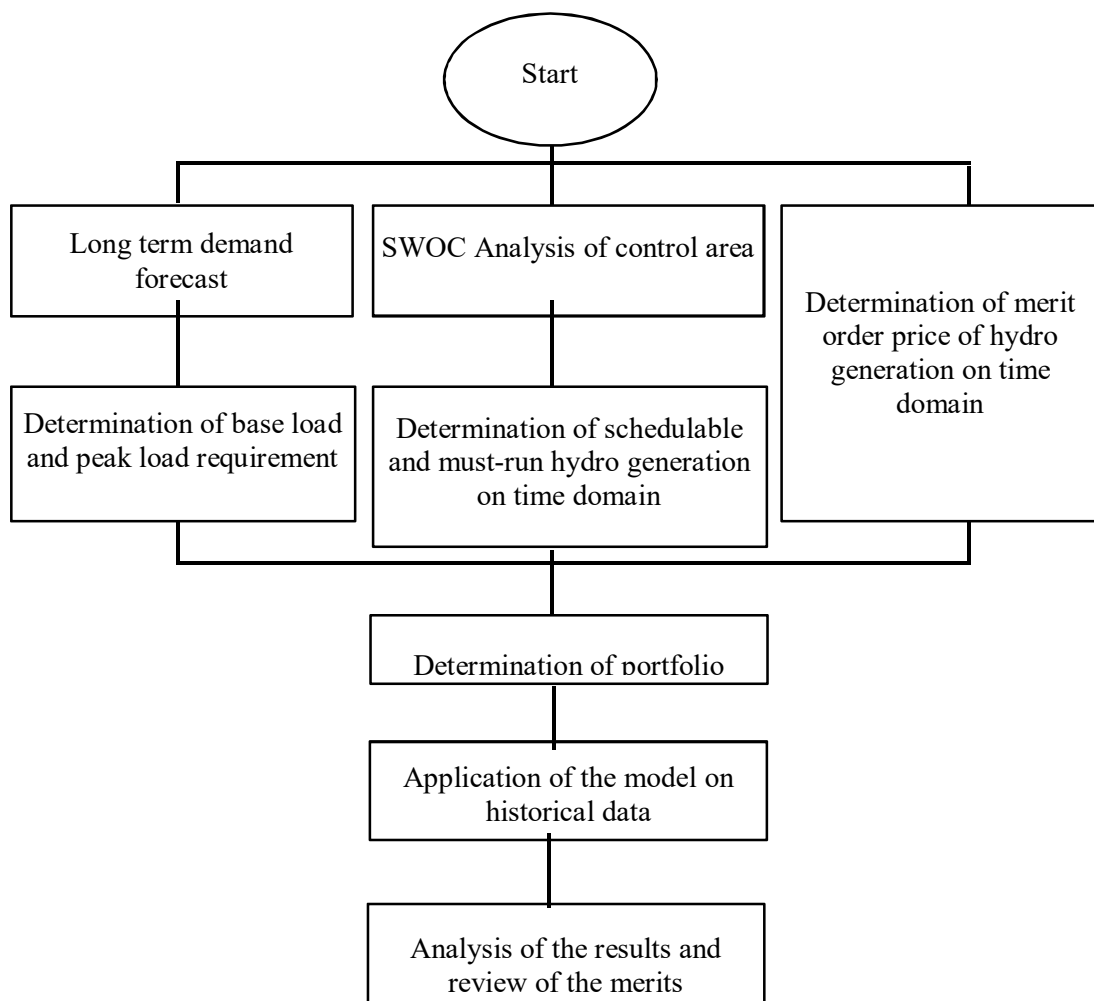 Start
Long term demand
forecast
SWOC Analysis of control area
Determination of merit
order price of hydro
generation on time
domain
Determination of base load
and peak load requirement
Determination of schedulable
and must-run hydro generation
on time domain
Determination of portfolio
Application of the model on
historical data
Analysis of the results and
review of the merits